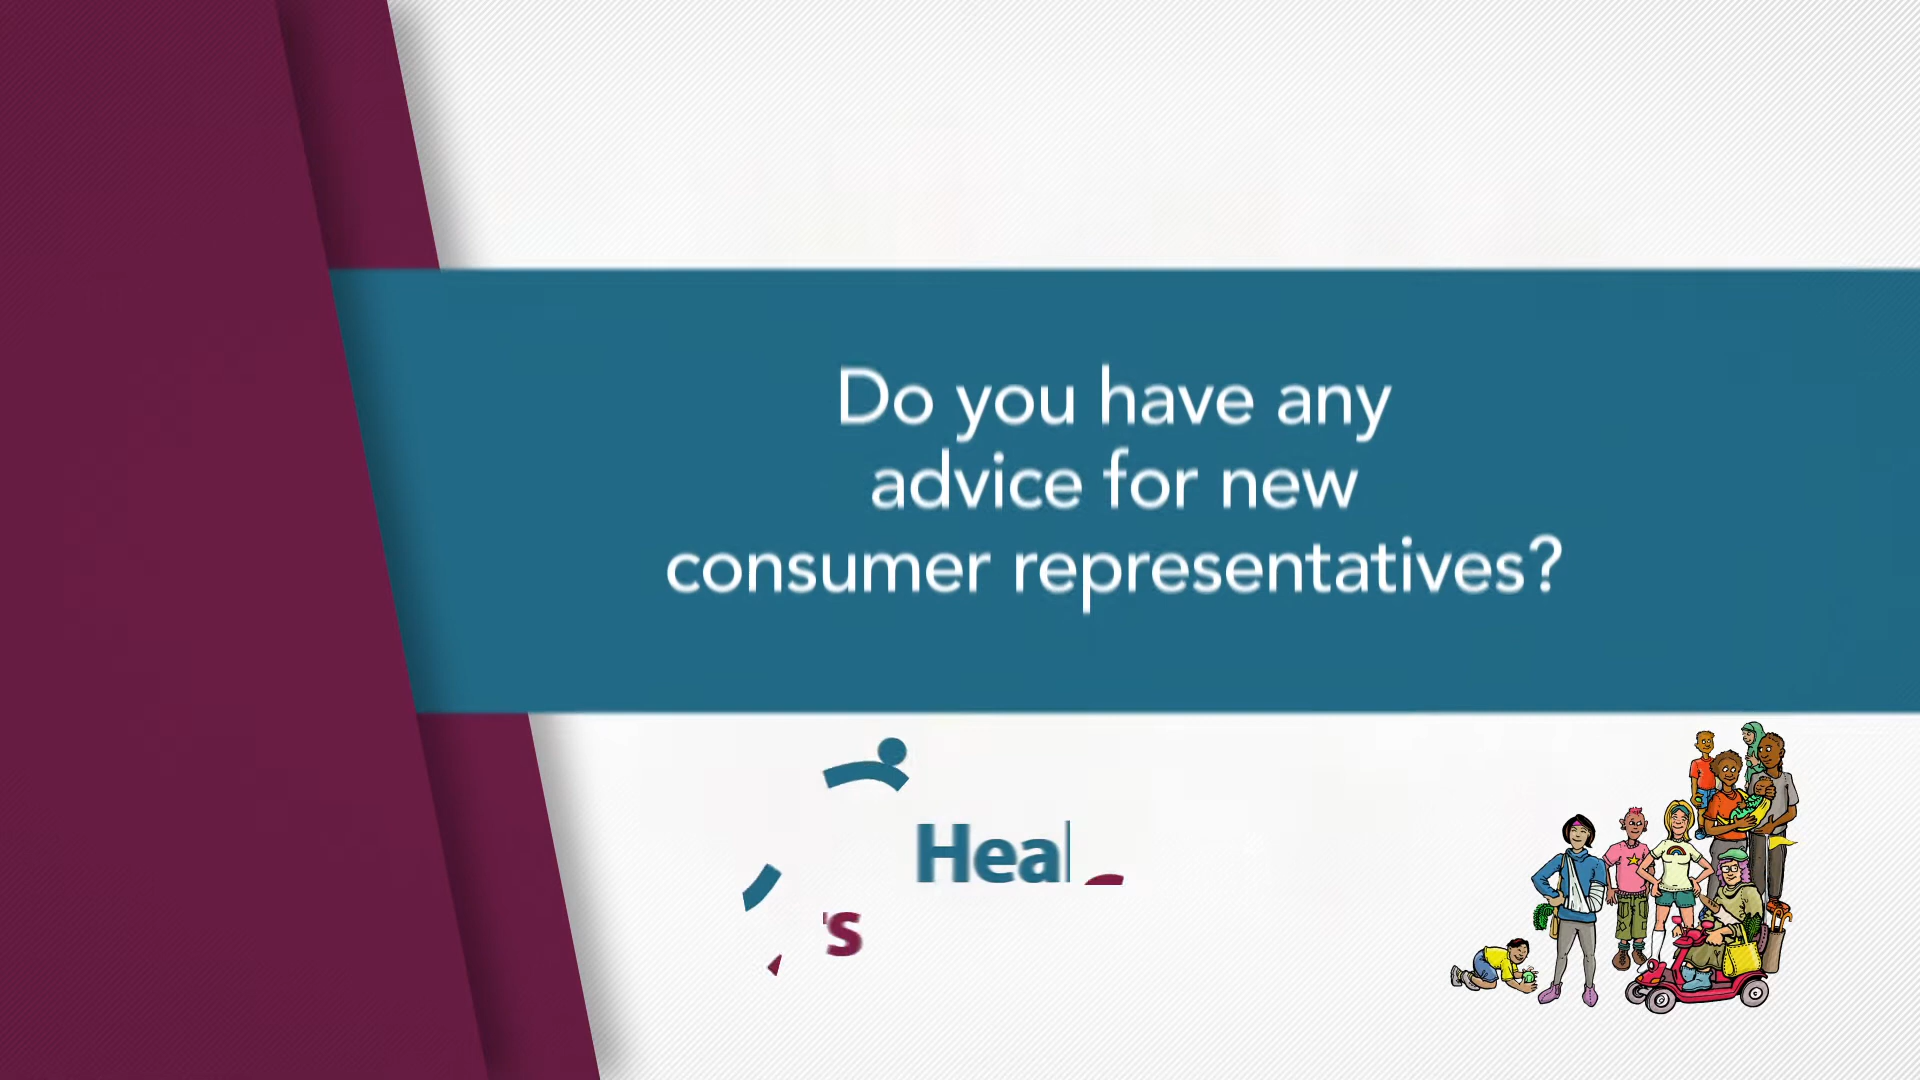 Do you have any
advice for new
consumer representatives?
Heal
s